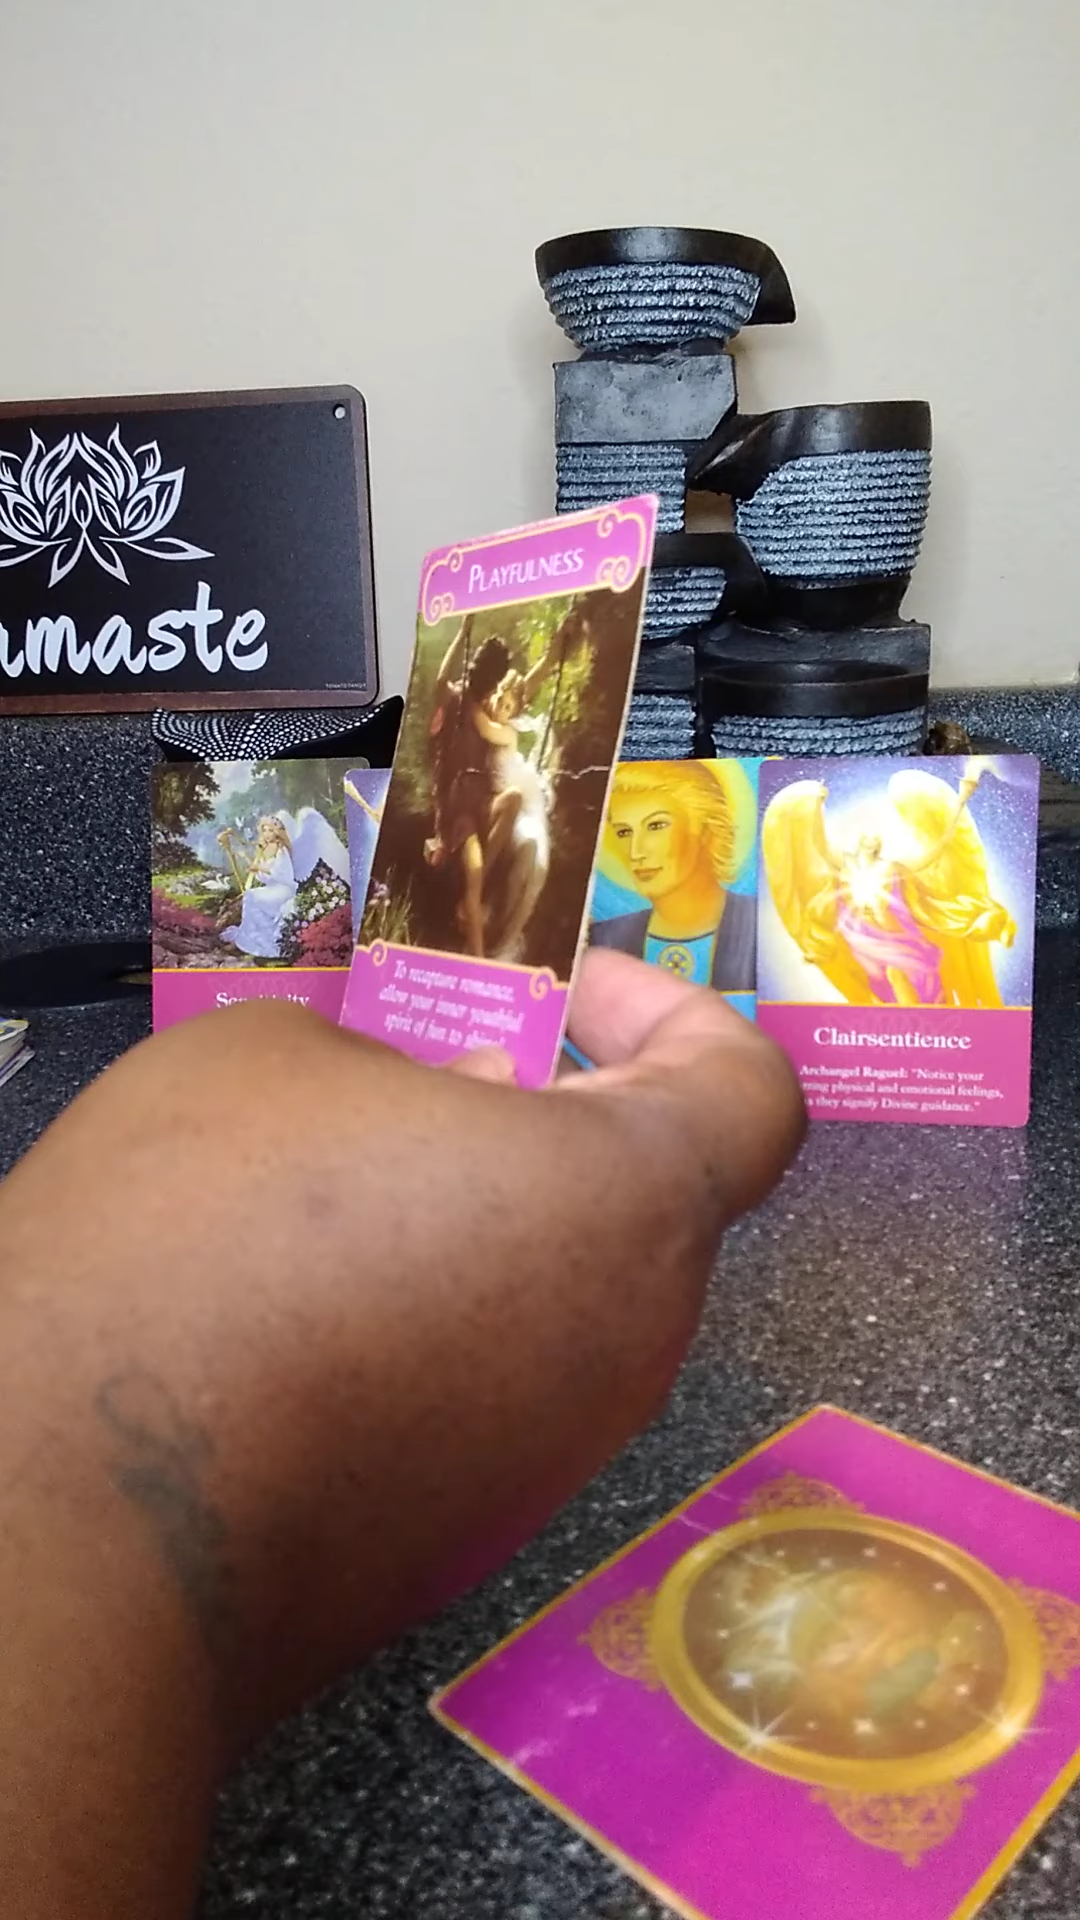 amaste
PLAYFULNESS
To recapture romance,
allow your inner youthful
spirit of fun to shine!
Clairsentience
Archangel Raguel: "Notice your
physical and emotional feelings,
they signify Divine guidance."